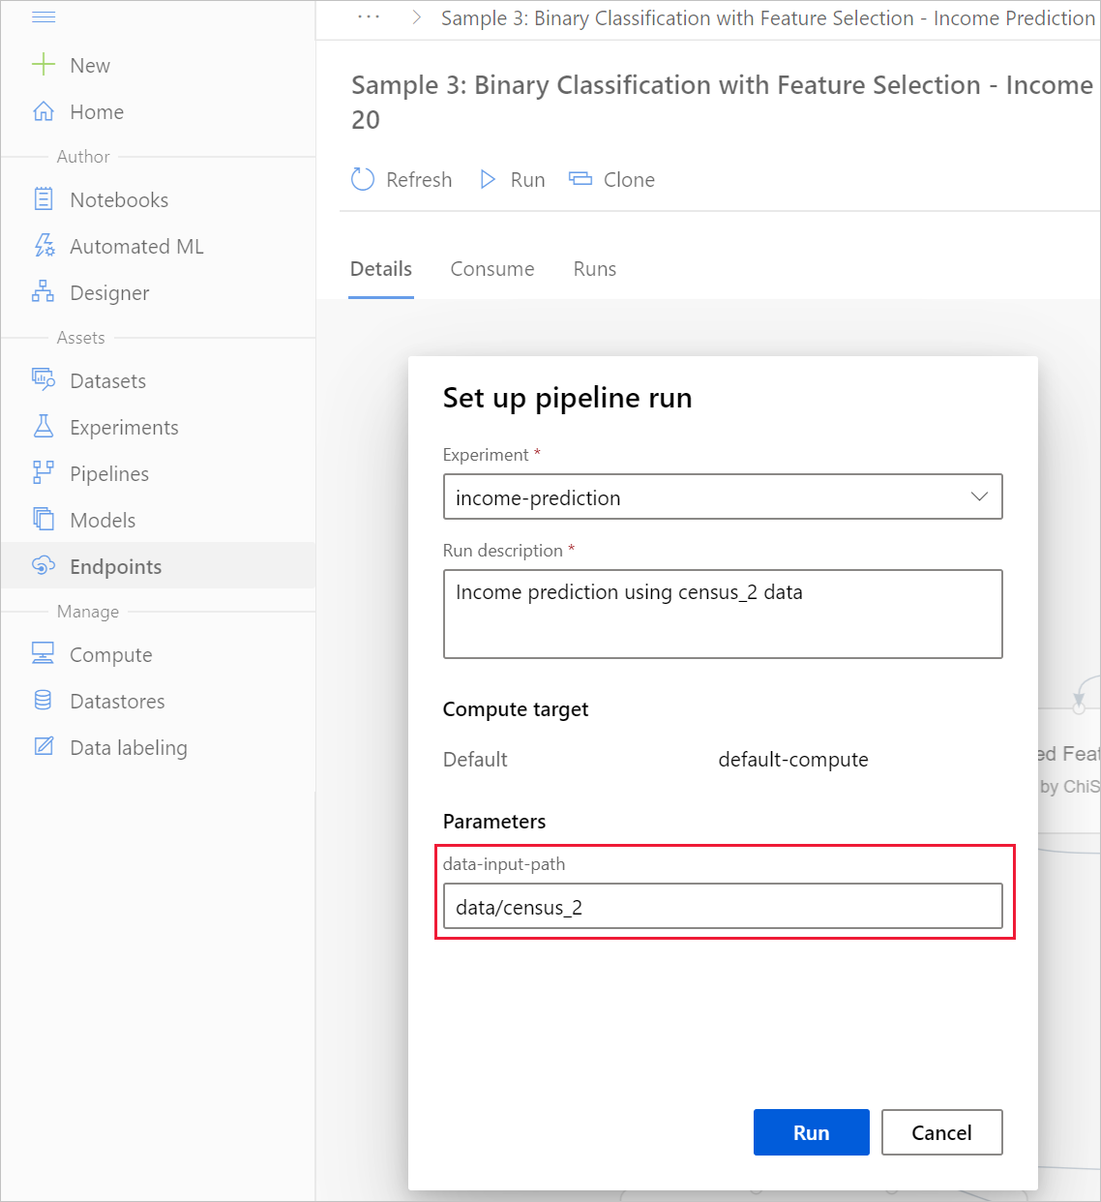 ··· > Sample 3: Binary Classification with Feature Selection - Income Prediction
New
Home
Author
Notebooks
Automated ML
Designer
Assets
Datasets
Experiments
Pipelines
Models
Endpoints
Manage
Compute
Datastores
Data labeling
Sample 3: Binary Classification with Feature Selection - Income
20
Refresh Run Clone
Details Consume Runs
Set up pipeline run
Experiment *
income-prediction
Run description *
Income prediction using census_2 data
Compute target
Default default-compute
Parameters
data-input-path
data/census_2
Run Cancel
ed Feat
by ChiS